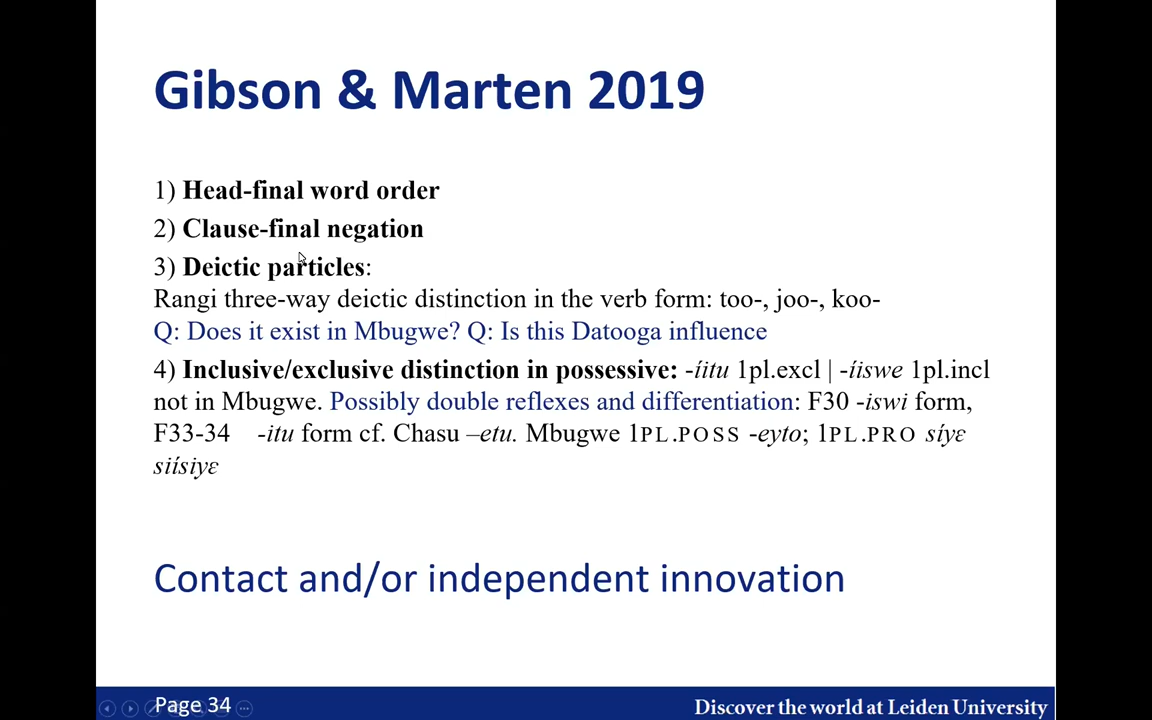 Gibson & Marten 2019
1) Head-final word order
2) Clause-final negation
3) Deictic particles:
Rangi three-way deictic distinction in the verb form: too-, joo-, koo-
Q: Does it exist in Mbugwe? Q: Is this Datooga influence
4) Inclusive/exclusive distinction in possessive: -íitu 1pl.excl | -íiswe 1pl.incl
not in Mbugwe. Possibly double reflexes and differentiation: F30 -iswi form,
F33-34 -itu form cf. Chasu –etu. Mbugwe 1PL.POSS -eyto; 1PL.PRO síyɛ
siísiyɛ
Contact and/or independent innovation
Page 34
Discover the world at Leiden University